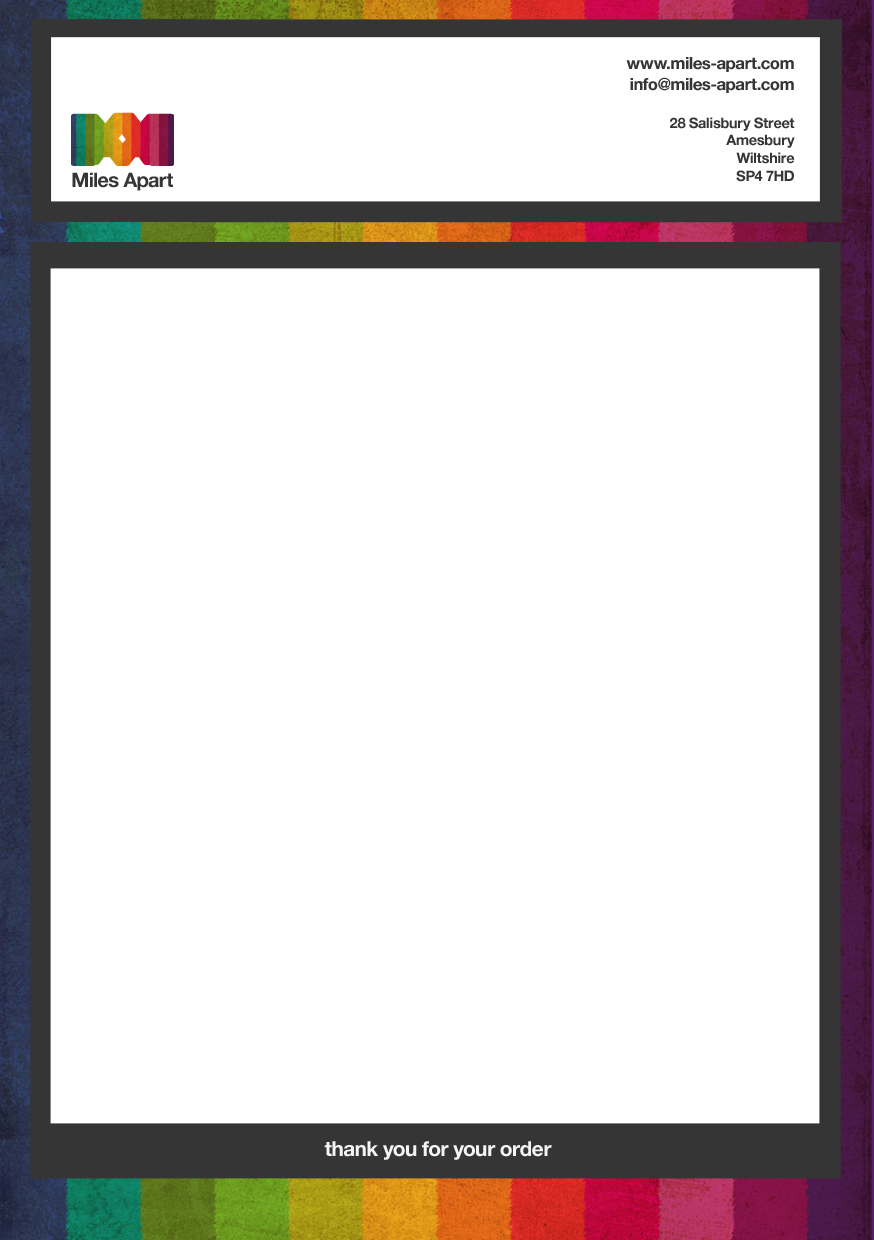 www.miles-apart.com
info@miles-apart.com
28 Salisbury Street
Amesbury
Wiltshire
SP4 7HD
Miles Apart
thank you for your order